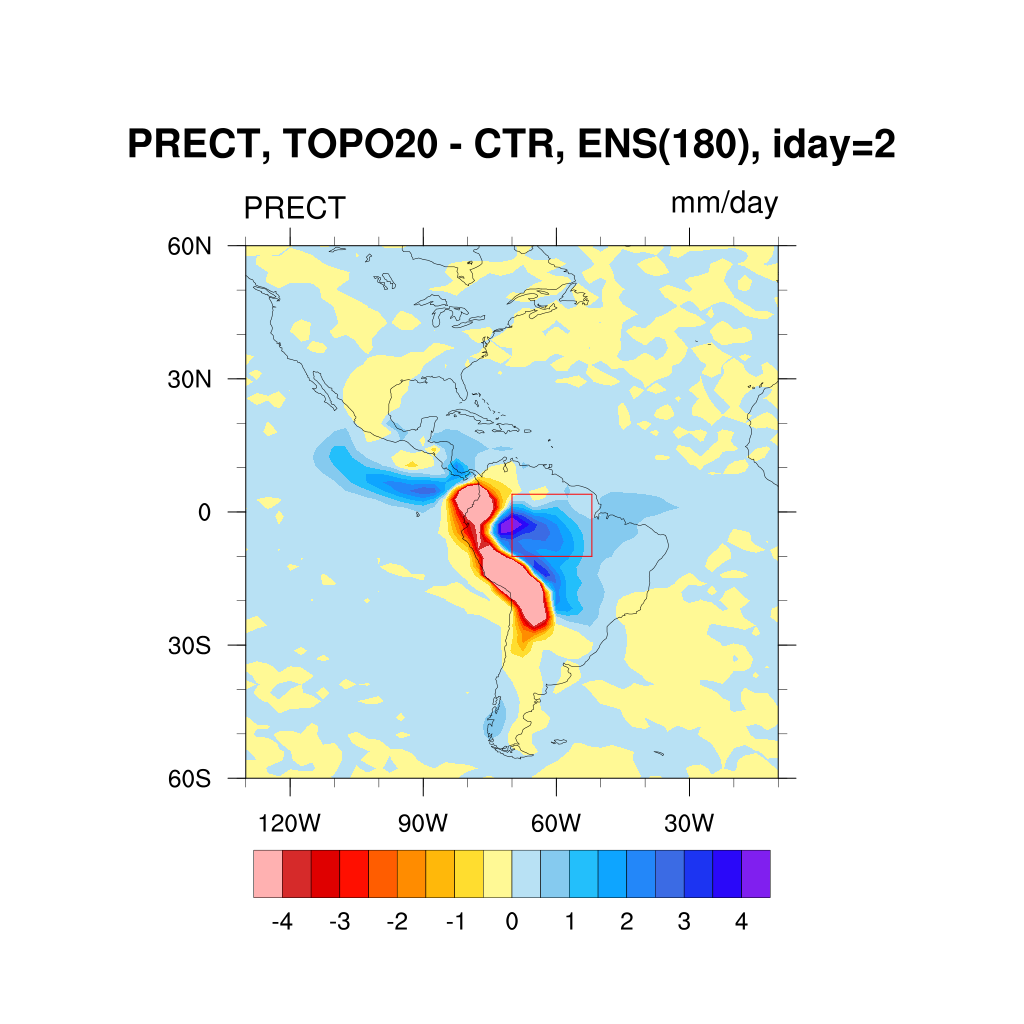 PRECT, TOPO20 - CTR, ENS(180), iday=2
PRECT mm/day
60N
30N
0
30S
60S
120W 90W 60W 30W
-4 -3 -2 -1 0 1 2 3 4